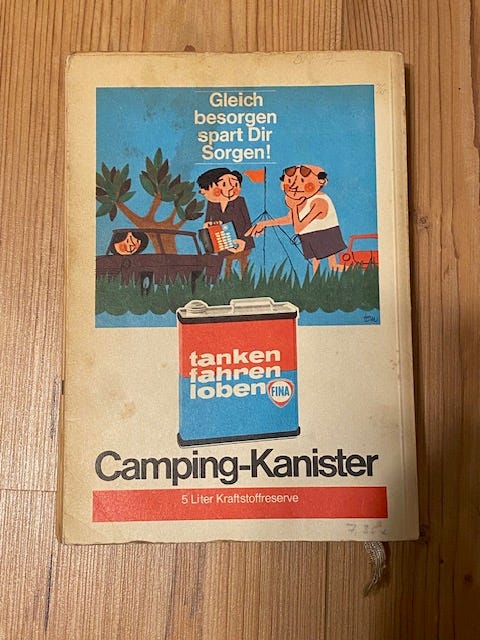 Gleich
besorgen
spart Dir
Sorgen!
tanken
fahren
loben
FINA
Camping-Kanister
5 Liter Kraftstoffreserve